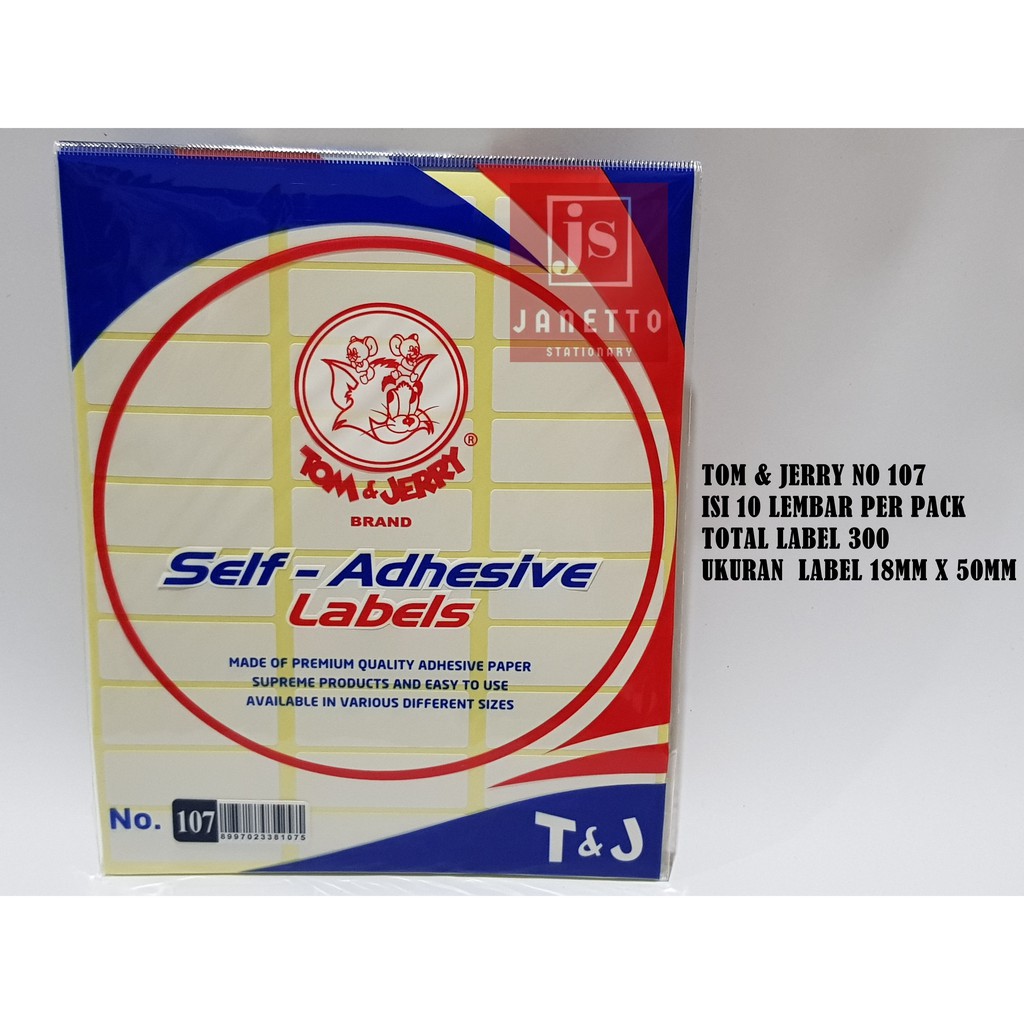 js
JANETTO
STATIONARY
TOM & JERRY ®
BRAND
Self - Adhesive
Labels
MADE OF PREMIUM QUALITY ADHESIVE PAPER
SUPREME PRODUCTS AND EASY TO USE
AVAILABLE IN VARIOUS DIFFERENT SIZES
No. 107
8997023381075
T&J
TOM & JERRY NO 107
ISI 10 LEMBAR PER PACK
TOTAL LABEL 300
UKURAN LABEL 18MM X 50MM